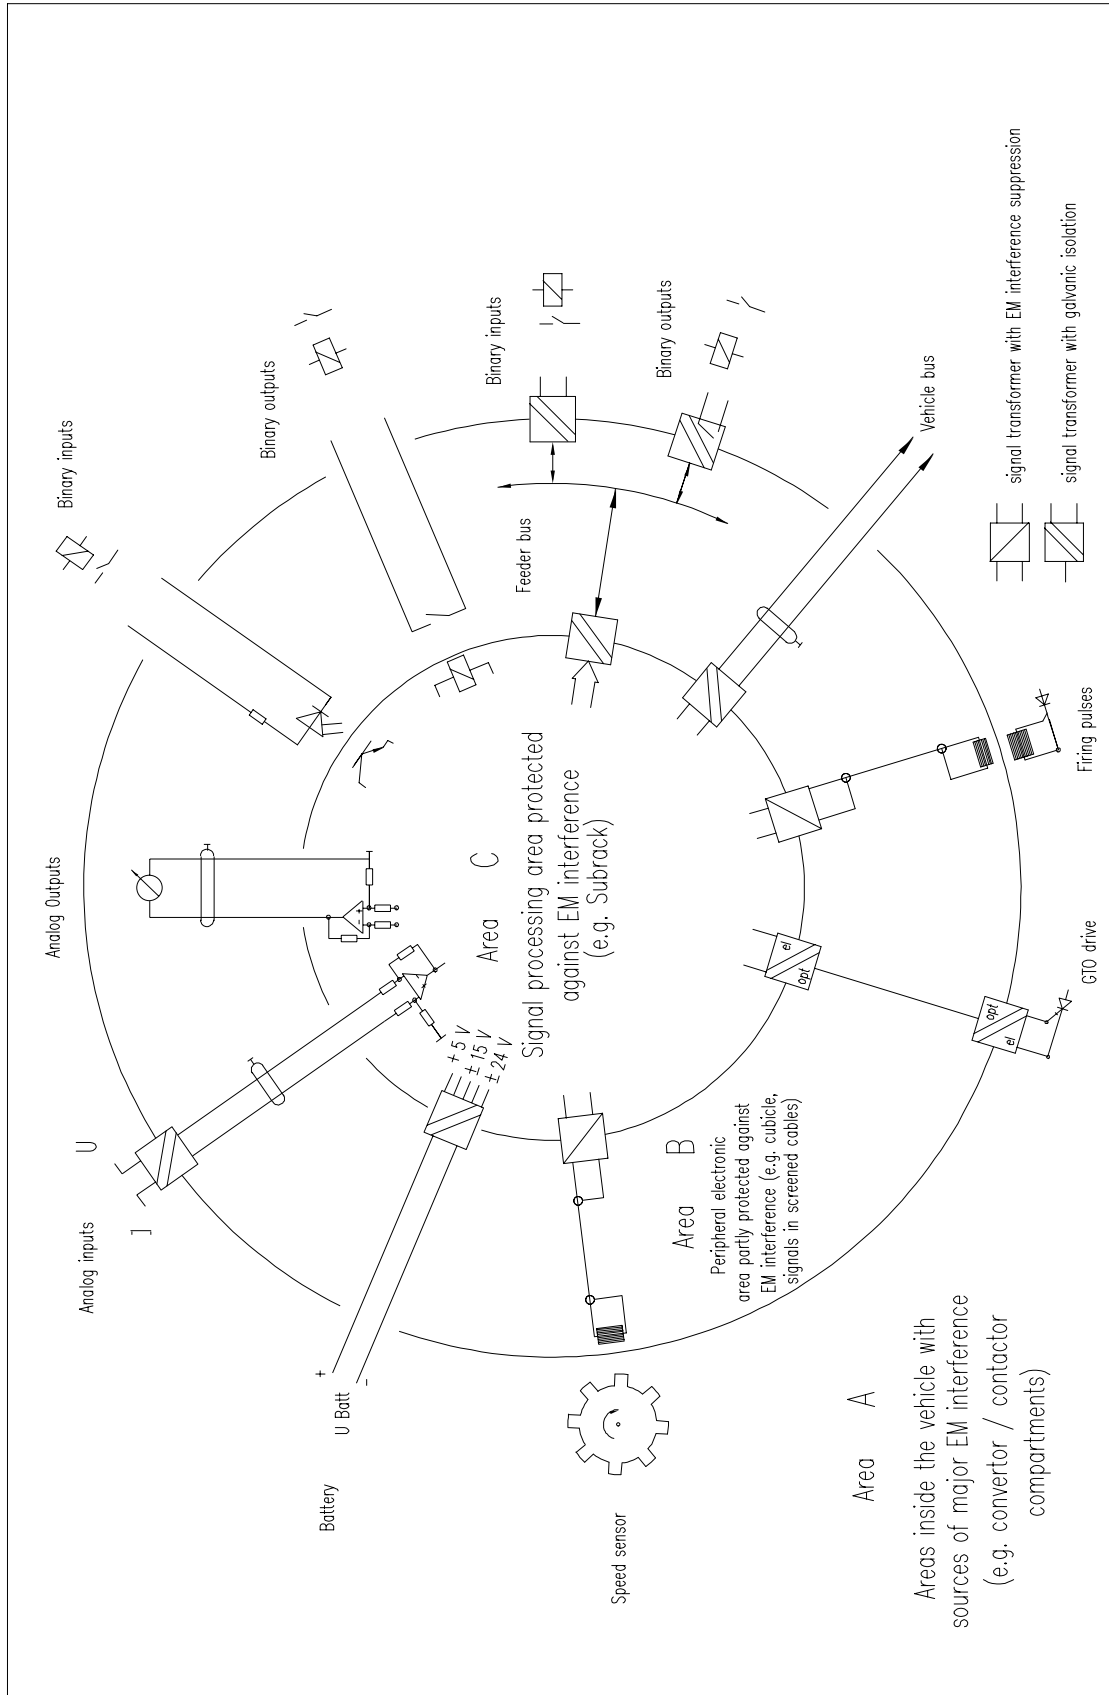 Binary inputs
Binary outputs
Analog Outputs
Analog inputs
U
]
Battery
U Batt
+
-
+ 5 V
± 15 V
± 24 V
Feeder bus
Binary inputs
Binary outputs
Vehicle bus
Area C
Signal processing area protected
against EM interference
(e.g. Subrack)
- +
- +
Speed sensor
Area B
Peripheral electronic
area partly protected against
EM interference (e.g. cubicle,
signals in screened cables)
el
opt
opt
el
GTO drive
Firing pulses
Area A
Areas inside the vehicle with
sources of major EM interference
(e.g. convertor / contactor
compartments)
signal transformer with EM interference suppression
signal transformer with galvanic isolation